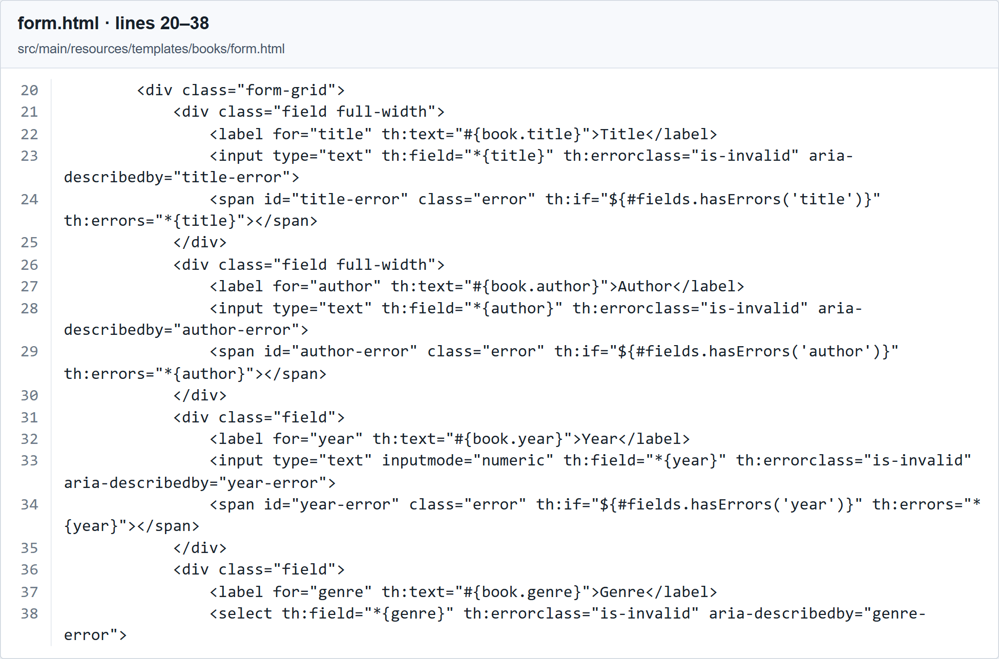 form.html · lines 20–38
src/main/resources/templates/books/form.html
20 <div class="form-grid">
21 <div class="field full-width">
22 <label for="title" th:text="#{book.title}">Title</label>
23 <input type="text" th:field="*{title}" th:errorclass="is-invalid" aria-
describedby="title-error">
24 <span id="title-error" class="error" th:if="${#fields.hasErrors('title')}"
th:errors="*{title}"></span>
25 </div>
26 <div class="field full-width">
27 <label for="author" th:text="#{book.author}">Author</label>
28 <input type="text" th:field="*{author}" th:errorclass="is-invalid" aria-
describedby="author-error">
29 <span id="author-error" class="error" th:if="${#fields.hasErrors('author')}"
th:errors="*{author}"></span>
30 </div>
31 <div class="field">
32 <label for="year" th:text="#{book.year}">Year</label>
33 <input type="text" inputmode="numeric" th:field="*{year}" th:errorclass="is-invalid"
aria-describedby="year-error">
34 <span id="year-error" class="error" th:if="${#fields.hasErrors('year')}" th:errors="*
{year}"></span>
35 </div>
36 <div class="field">
37 <label for="genre" th:text="#{book.genre}">Genre</label>
38 <select th:field="*{genre}" th:errorclass="is-invalid" aria-describedby="genre-
error">